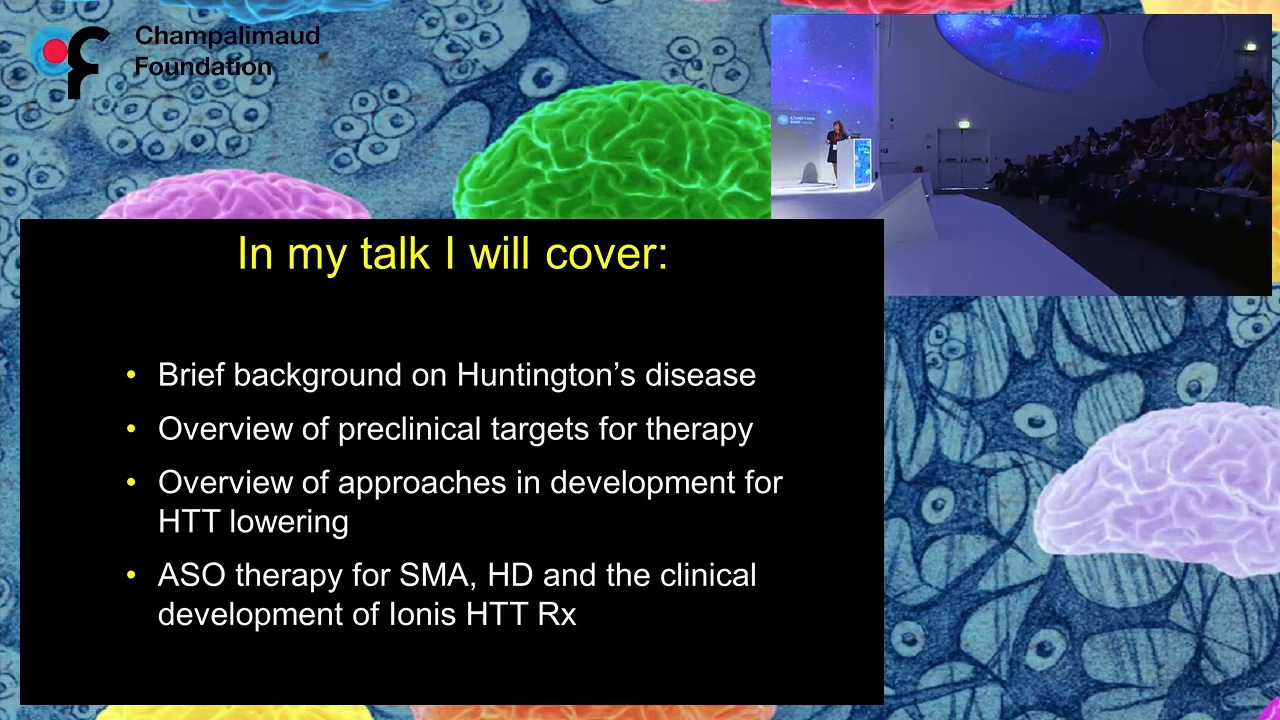 Champalimaud
Foundation
In my talk I will cover:
• Brief background on Huntington’s disease
• Overview of preclinical targets for therapy
• Overview of approaches in development for
HTT lowering
• ASO therapy for SMA, HD and the clinical
development of Ionis HTT Rx